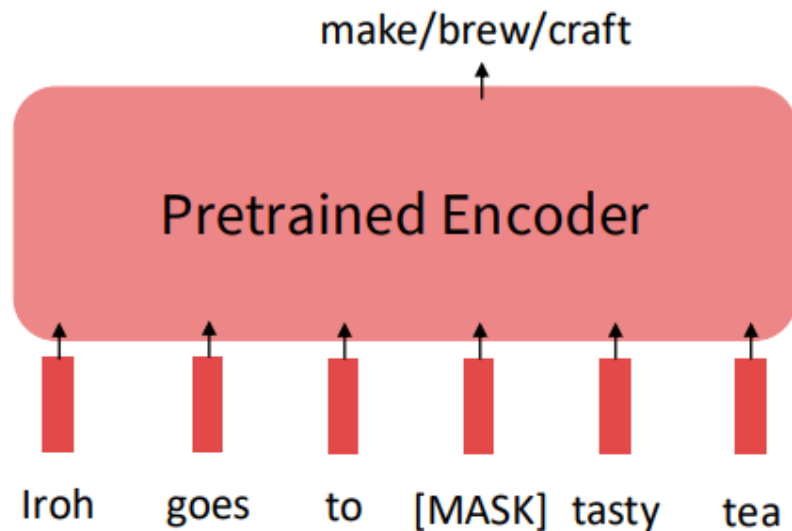 make/brew/craft
Pretrained Encoder
Iroh goes to [MASK] tasty tea